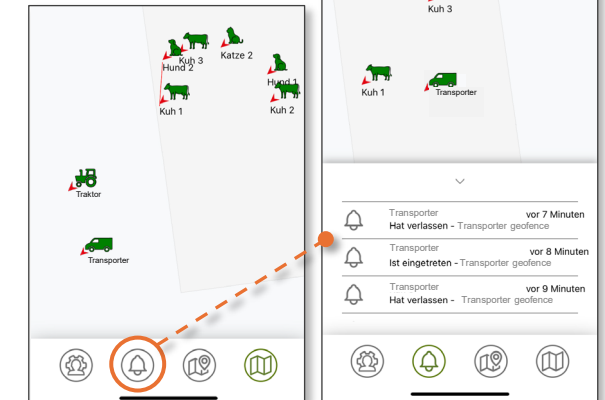 Hund 2
Kuh 3
Katze 2
Hund 1
Kuh 1
Kuh 2
Traktor
Transporter
Kuh 3
Kuh 1
Transporter
Transporter vor 7 Minuten
Hat verlassen - Transporter geofence
Transporter vor 8 Minuten
Ist eingetreten - Transporter geofence
Transporter vor 9 Minuten
Hat verlassen - Transporter geofence